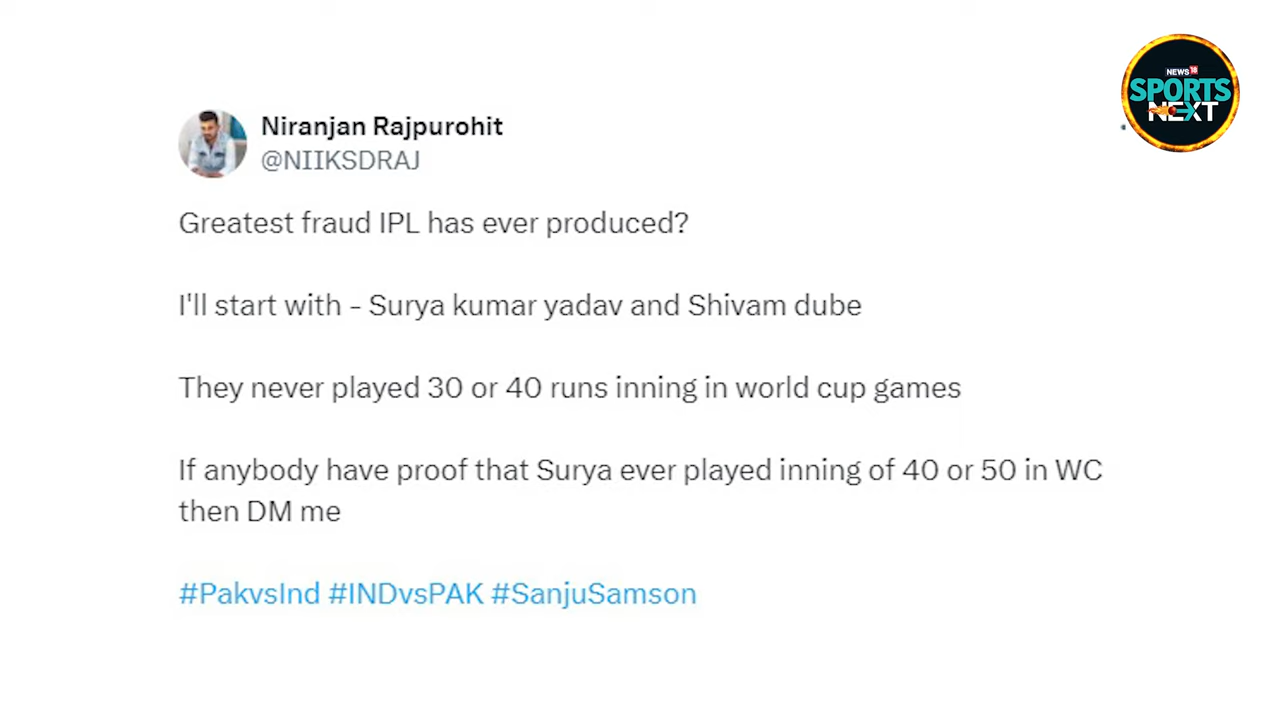 NEWS18
SPORTS
NEXT
Niranjan Rajpurohit
@NIIKSDRAJ
Greatest fraud IPL has ever produced?
I'll start with - Surya kumar yadav and Shivam dube
They never played 30 or 40 runs inning in world cup games
If anybody have proof that Surya ever played inning of 40 or 50 in WC
then DM me
#PakvsInd #INDvsPAK #SanjuSamson